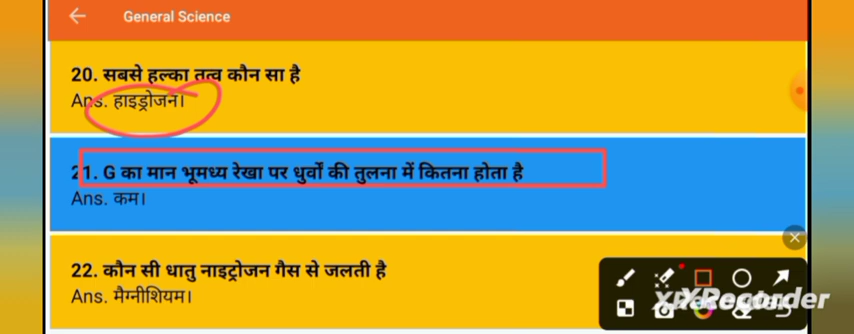 General Science
20. सबसे हल्का तत्व कौन सा है
Ans. हाइड्रोजन।
21. G का मान भूमध्य रेखा पर धुर्वों की तुलना में कितना होता है
Ans. कम।
22. कौन सी धातु नाइट्रोजन गैस से जलती है
Ans. मैग्नीशियम।
XRecorder